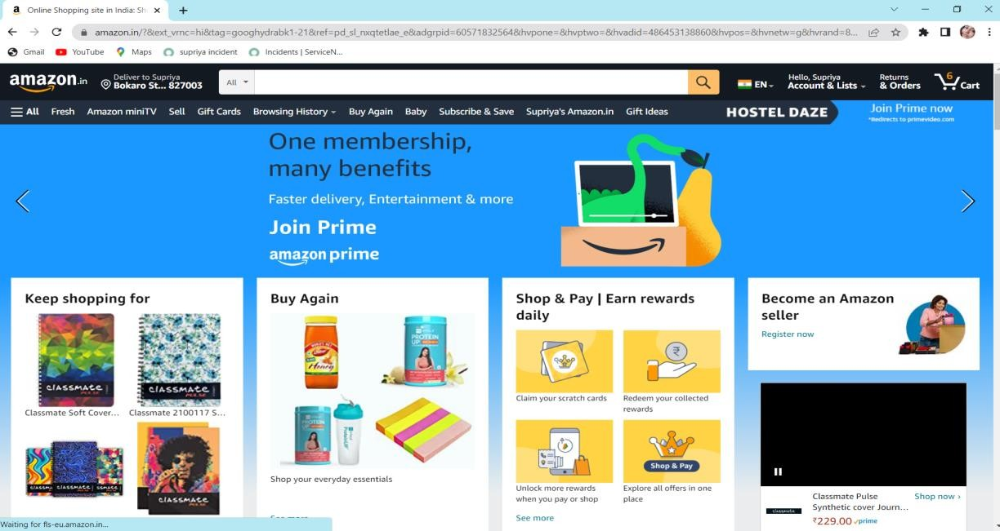 Online Shopping site in India: Sh
amazon.in/?&ext_vrnc=hi&tag=googhydrabk1-21&ref=pd_sl_nxqtetlae_e&adgrpid=60571832564&hvpone=&hvptwo=&hvadid=486453138860&hvpos=&hvnetw=g&hvrand=8...
Gmail YouTube Maps supriya incident Incidents | ServiceN...
amazon.in
Deliver to Supriya
Bokaro St... 827003
All
EN
Hello, Supriya
Account & Lists
Returns
& Orders
6
Cart
All Fresh Amazon miniTV Sell Gift Cards Browsing History Buy Again Baby Subscribe & Save Supriya's Amazon.in Gift Ideas
HOSTEL DAZE
Join Prime now
*Redirects to primevideo.com
One membership,
many benefits
Faster delivery, Entertainment & more
Join Prime
amazon prime
Keep shopping for
classmate
PULSE
classmate
PULSE
Classmate Soft Cover...
Classmate 2100117 S...
classmate
classmate
Buy Again
Honey
PROTEIN
UP
Shop your everyday essentials
See more
Shop & Pay | Earn rewards
daily
Claim your scratch cards
Redeem your collected
rewards
Shop & Pay
Unlock more rewards
when you pay or shop
Explore all offers in one
place
See more
Become an Amazon
seller
Register now
classmate
Classmate Pulse
Synthetic cover Journ...
₹229.00 prime
Shop now ›
Waiting for fls-eu.amazon.in...